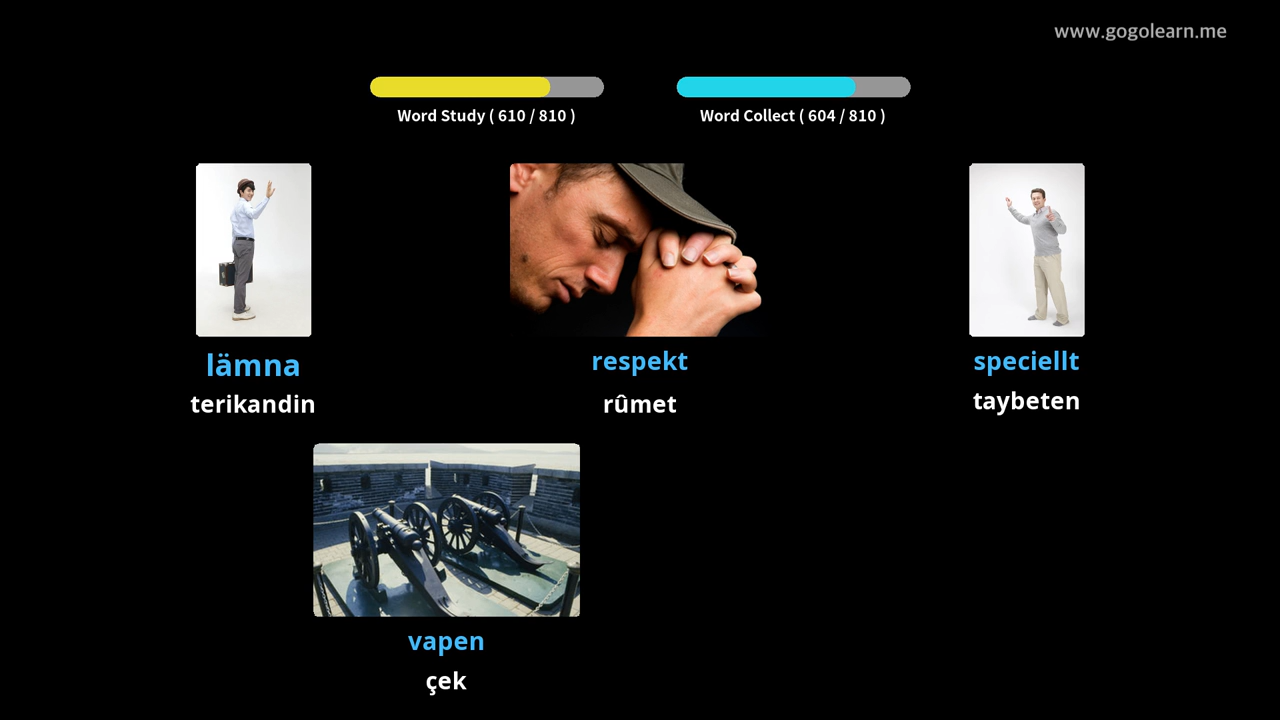 www.gogolearn.me
Word Study ( 610 / 810 )
Word Collect ( 604 / 810 )
lämna
terikandin
respekt
rûmet
speciellt
taybeten
vapen
çek